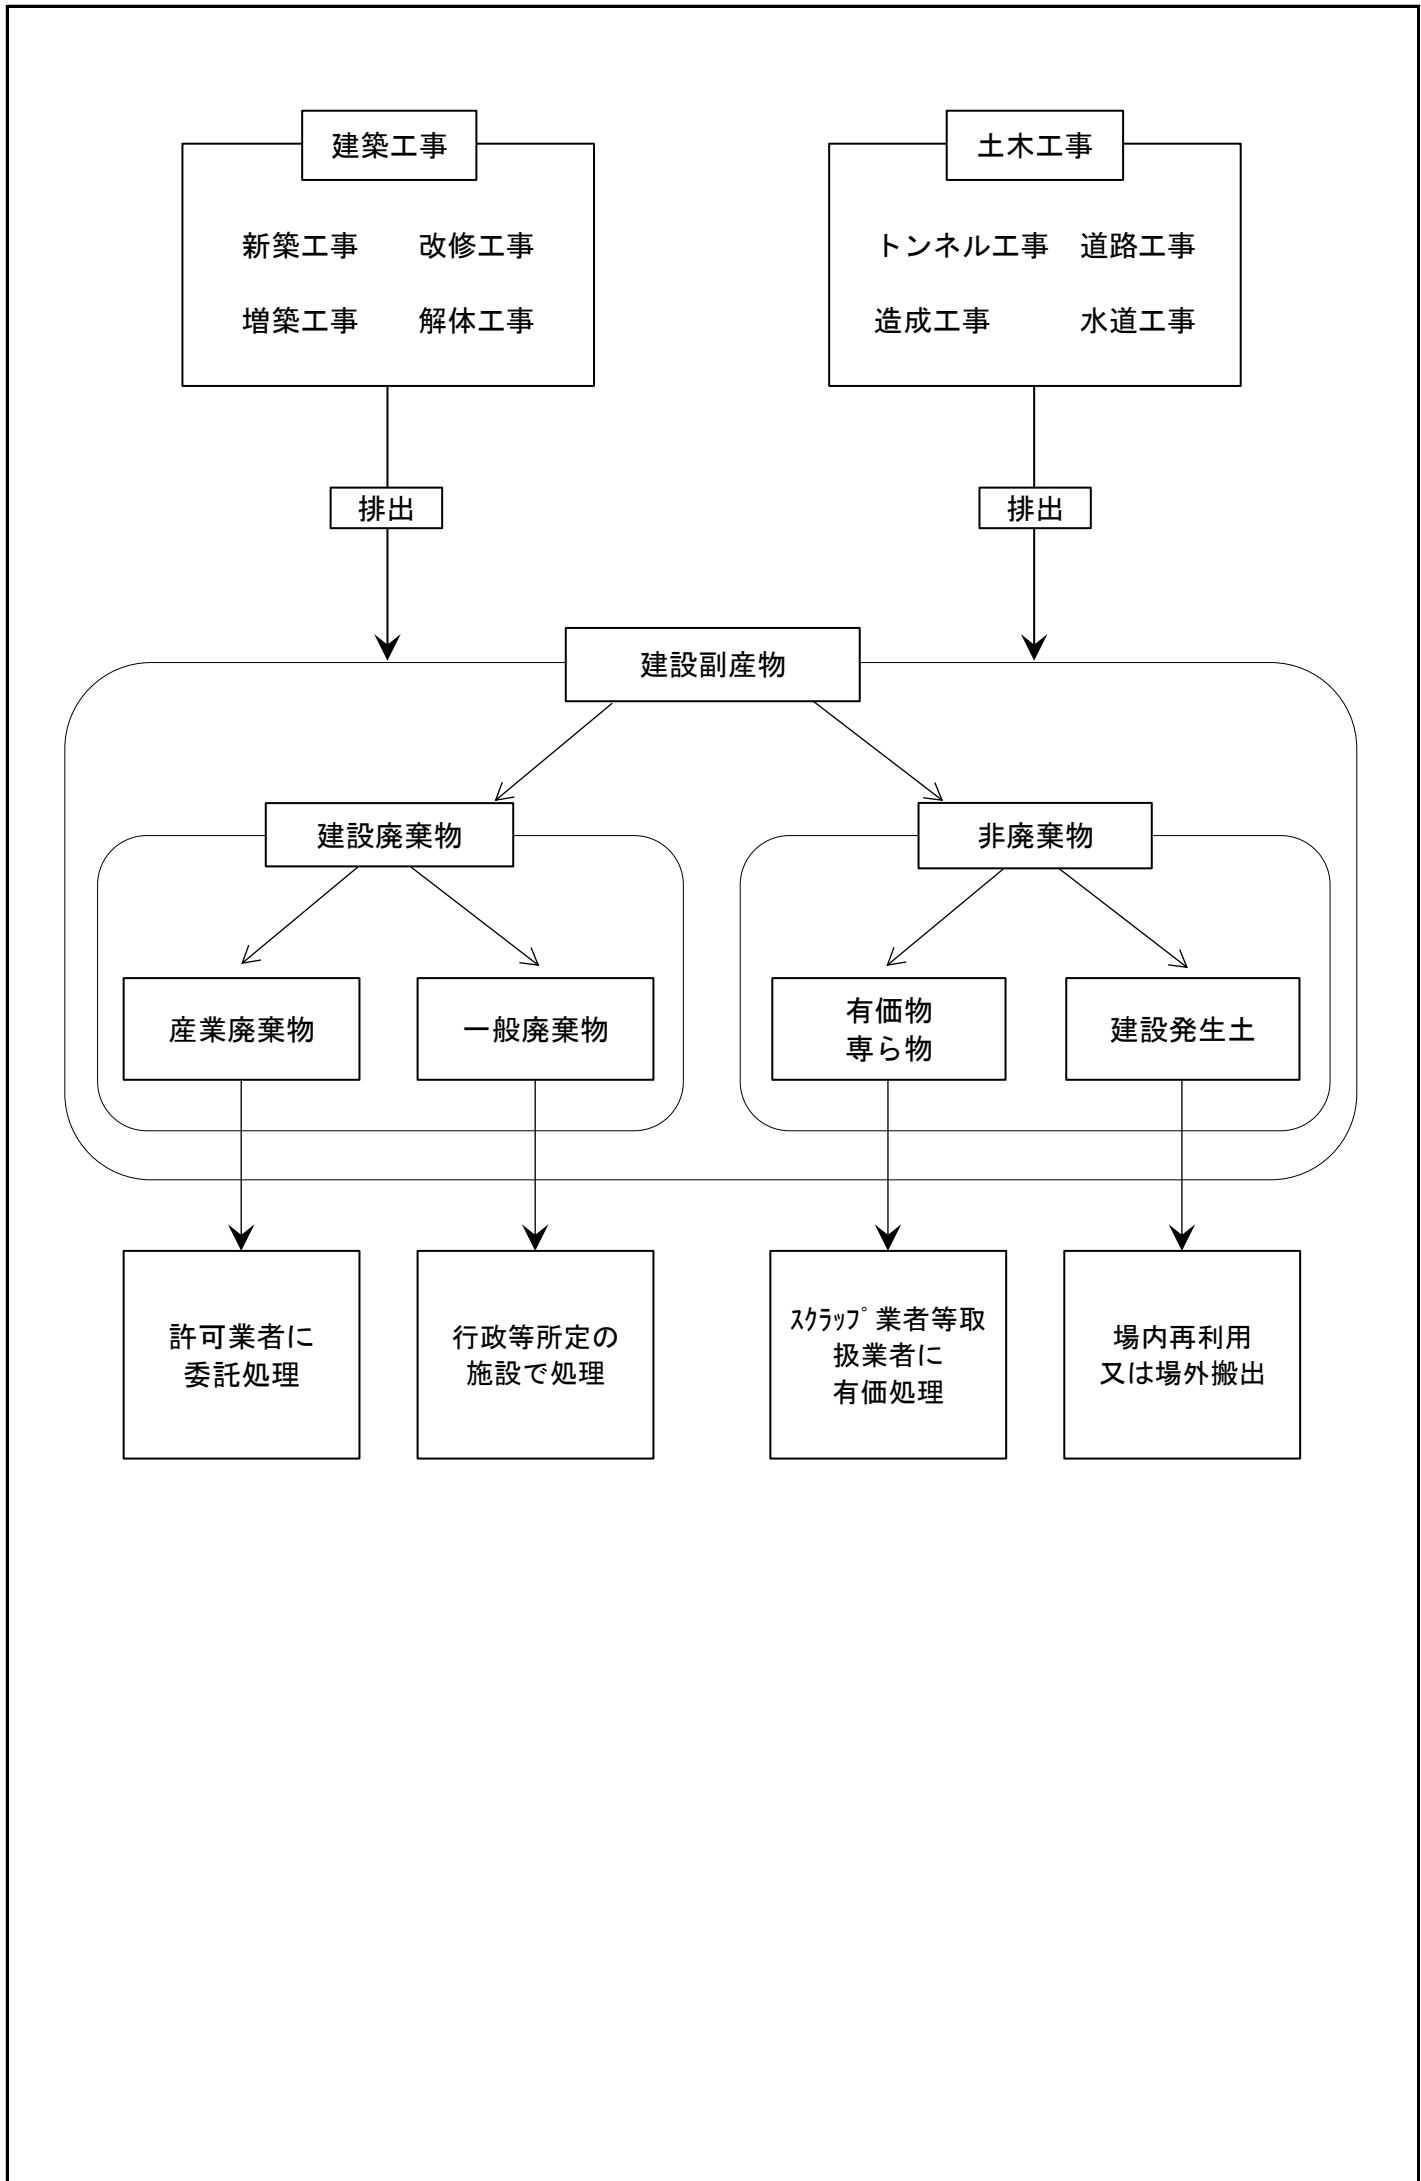 建築工事
土木工事
新築工事 改修工事
増築工事 解体工事
トンネル工事 道路工事
造成工事 水道工事
排出
排出
建設副産物
建設廃棄物
非廃棄物
産業廃棄物
一般廃棄物
有価物
専ら物
建設発生土
許可業者に
委託処理
行政等所定の
施設で処理
ｽｸﾗｯﾌﾟ業者等取
扱業者に
有価処理
場内再利用
又は場外搬出